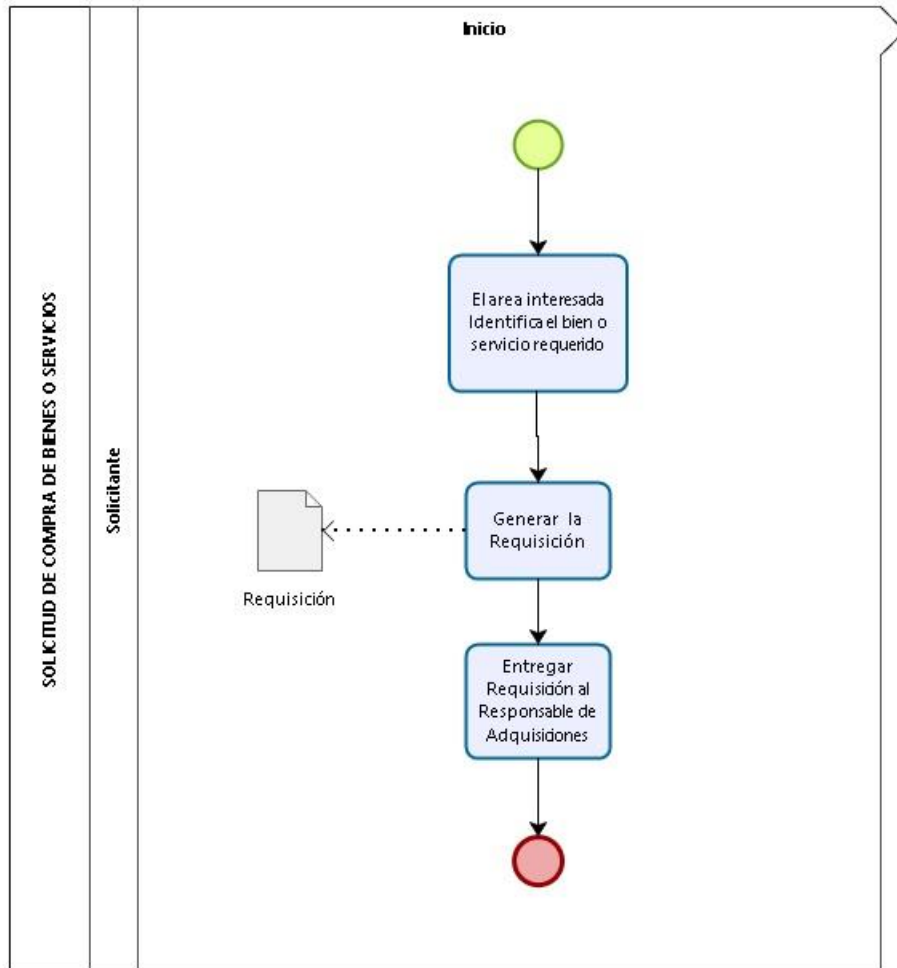 Inicio
SOLICITUD DE COMPRA DE BIENES O SERVICIOS
Solicitante
El area interesada
Identifica el bien o
servicio requerido
Generar la
Requisición
Requisición
Entregar
Requisición al
Responsable de
Adquisiciones